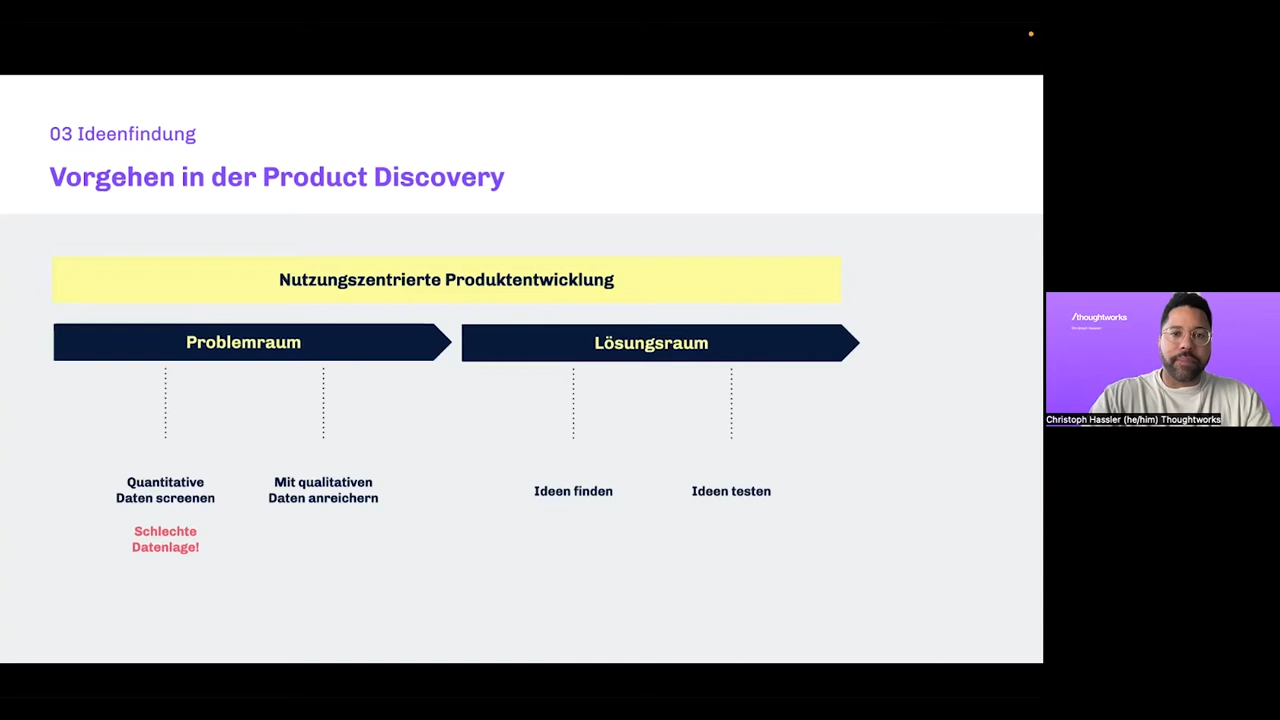 03 Ideenfindung
Vorgehen in der Product Discovery
Nutzungszentrierte Produktentwicklung
Problemraum
Lösungsraum
Quantitative
Daten screenen
Schlechte
Datenlage!
Mit qualitativen
Daten anreichern
Ideen finden
Ideen testen
/thoughtworks
Christoph Hassler (he/him) Thoughtworks